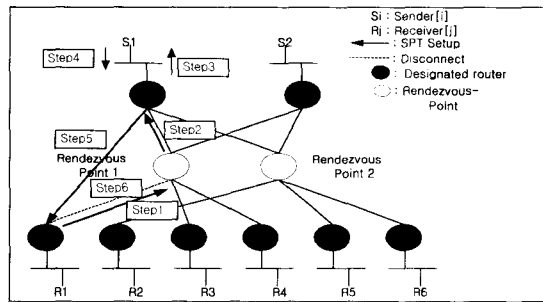 Si : Sender[i]
Rj : Receiver[j]
: SPT Setup
: Disconnect
: Designated router
: Rendezvous-
Point
S1
S2
Step4
Step3
Step2
Step5
Rendezvous
Point 1
Rendezvous
Point 2
Step6
Step1
R1
R2
R3
R4
R5
R6